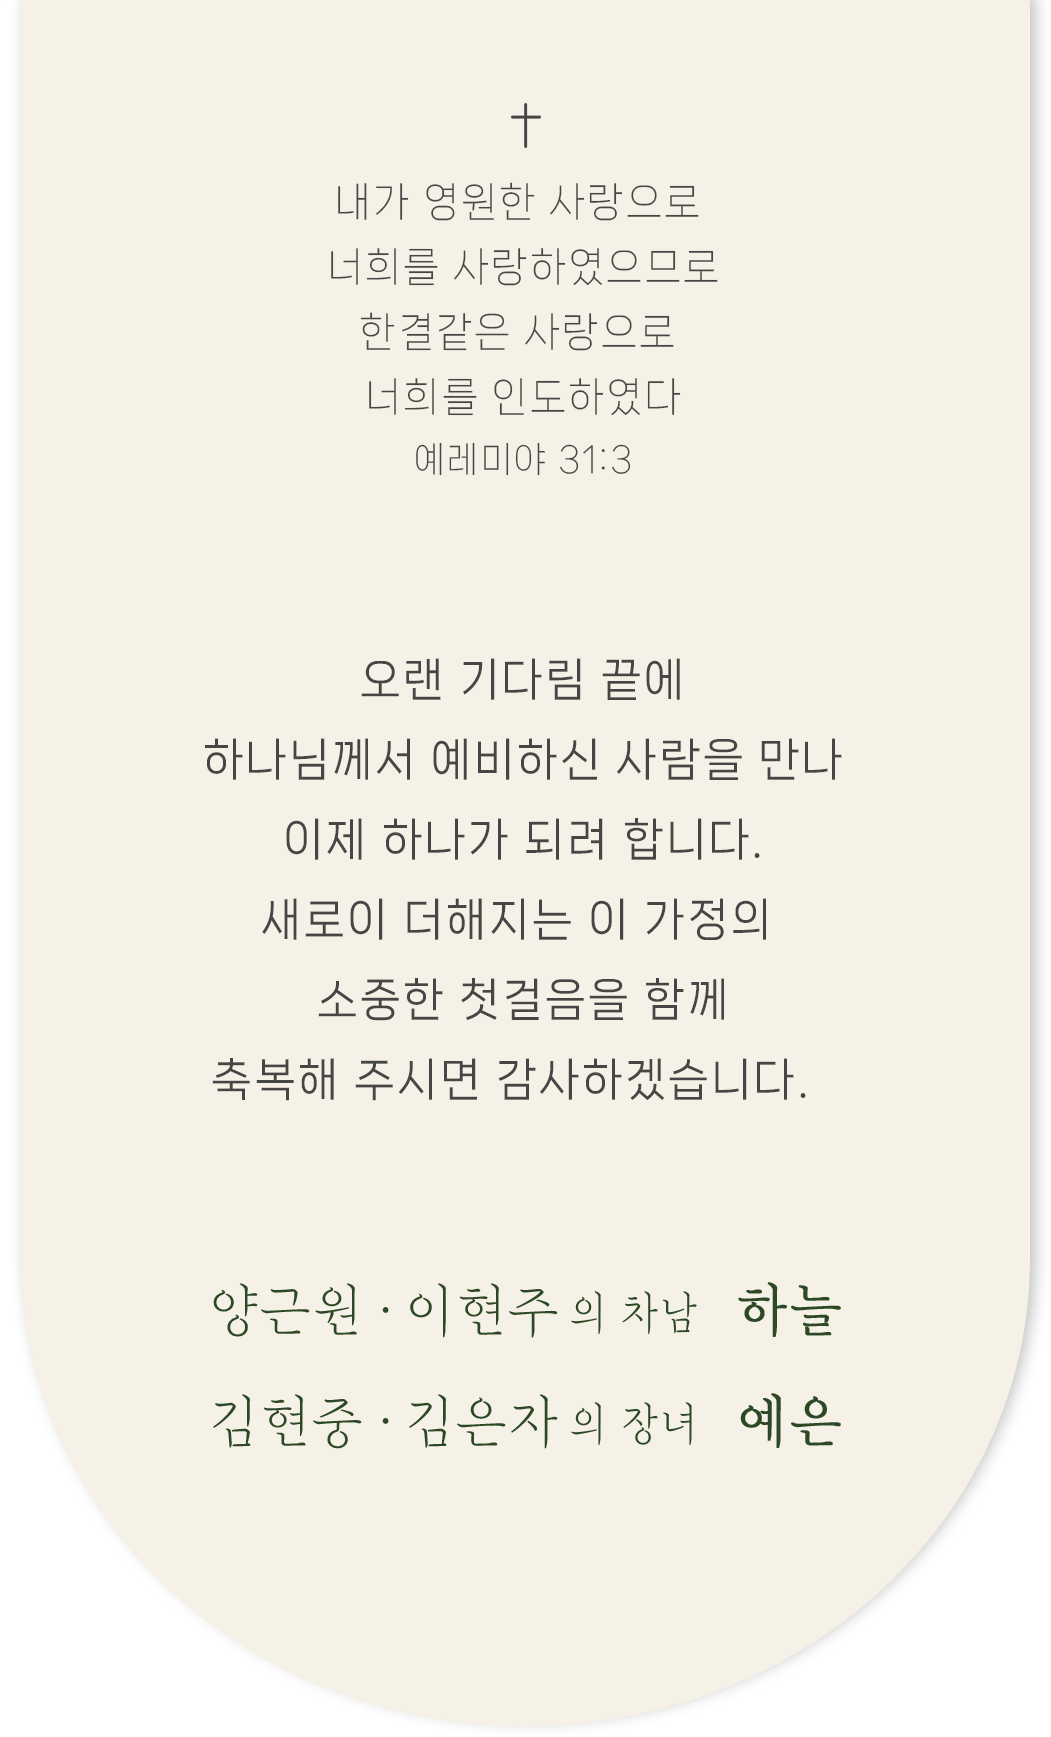 내가 영원한 사랑으로
너희를 사랑하였으므로
한결같은 사랑으로
너희를 인도하였다
예레미야 31:3
오랜 기다림 끝에
하나님께서 예비하신 사람을 만나
이제 하나가 되려 합니다.
새로이 더해지는 이 가정의
소중한 첫걸음을 함께
축복해 주시면 감사하겠습니다.
양근원 · 이현주 의 차남 하늘
김현중 · 김은자 의 장녀 예은